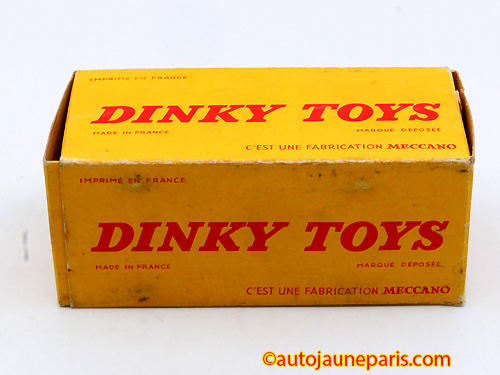 IMPRIMÉ EN FRANCE
DINKY TOYS
MADE IN FRANCE MARQUE DÉPOSÉE
C'EST UNE FABRICATION MECCANO
IMPRIMÉ EN FRANCE
DINKY TOYS
MADE IN FRANCE MARQUE DÉPOSÉE
C'EST UNE FABRICATION MECCANO
©autojauneparis.com